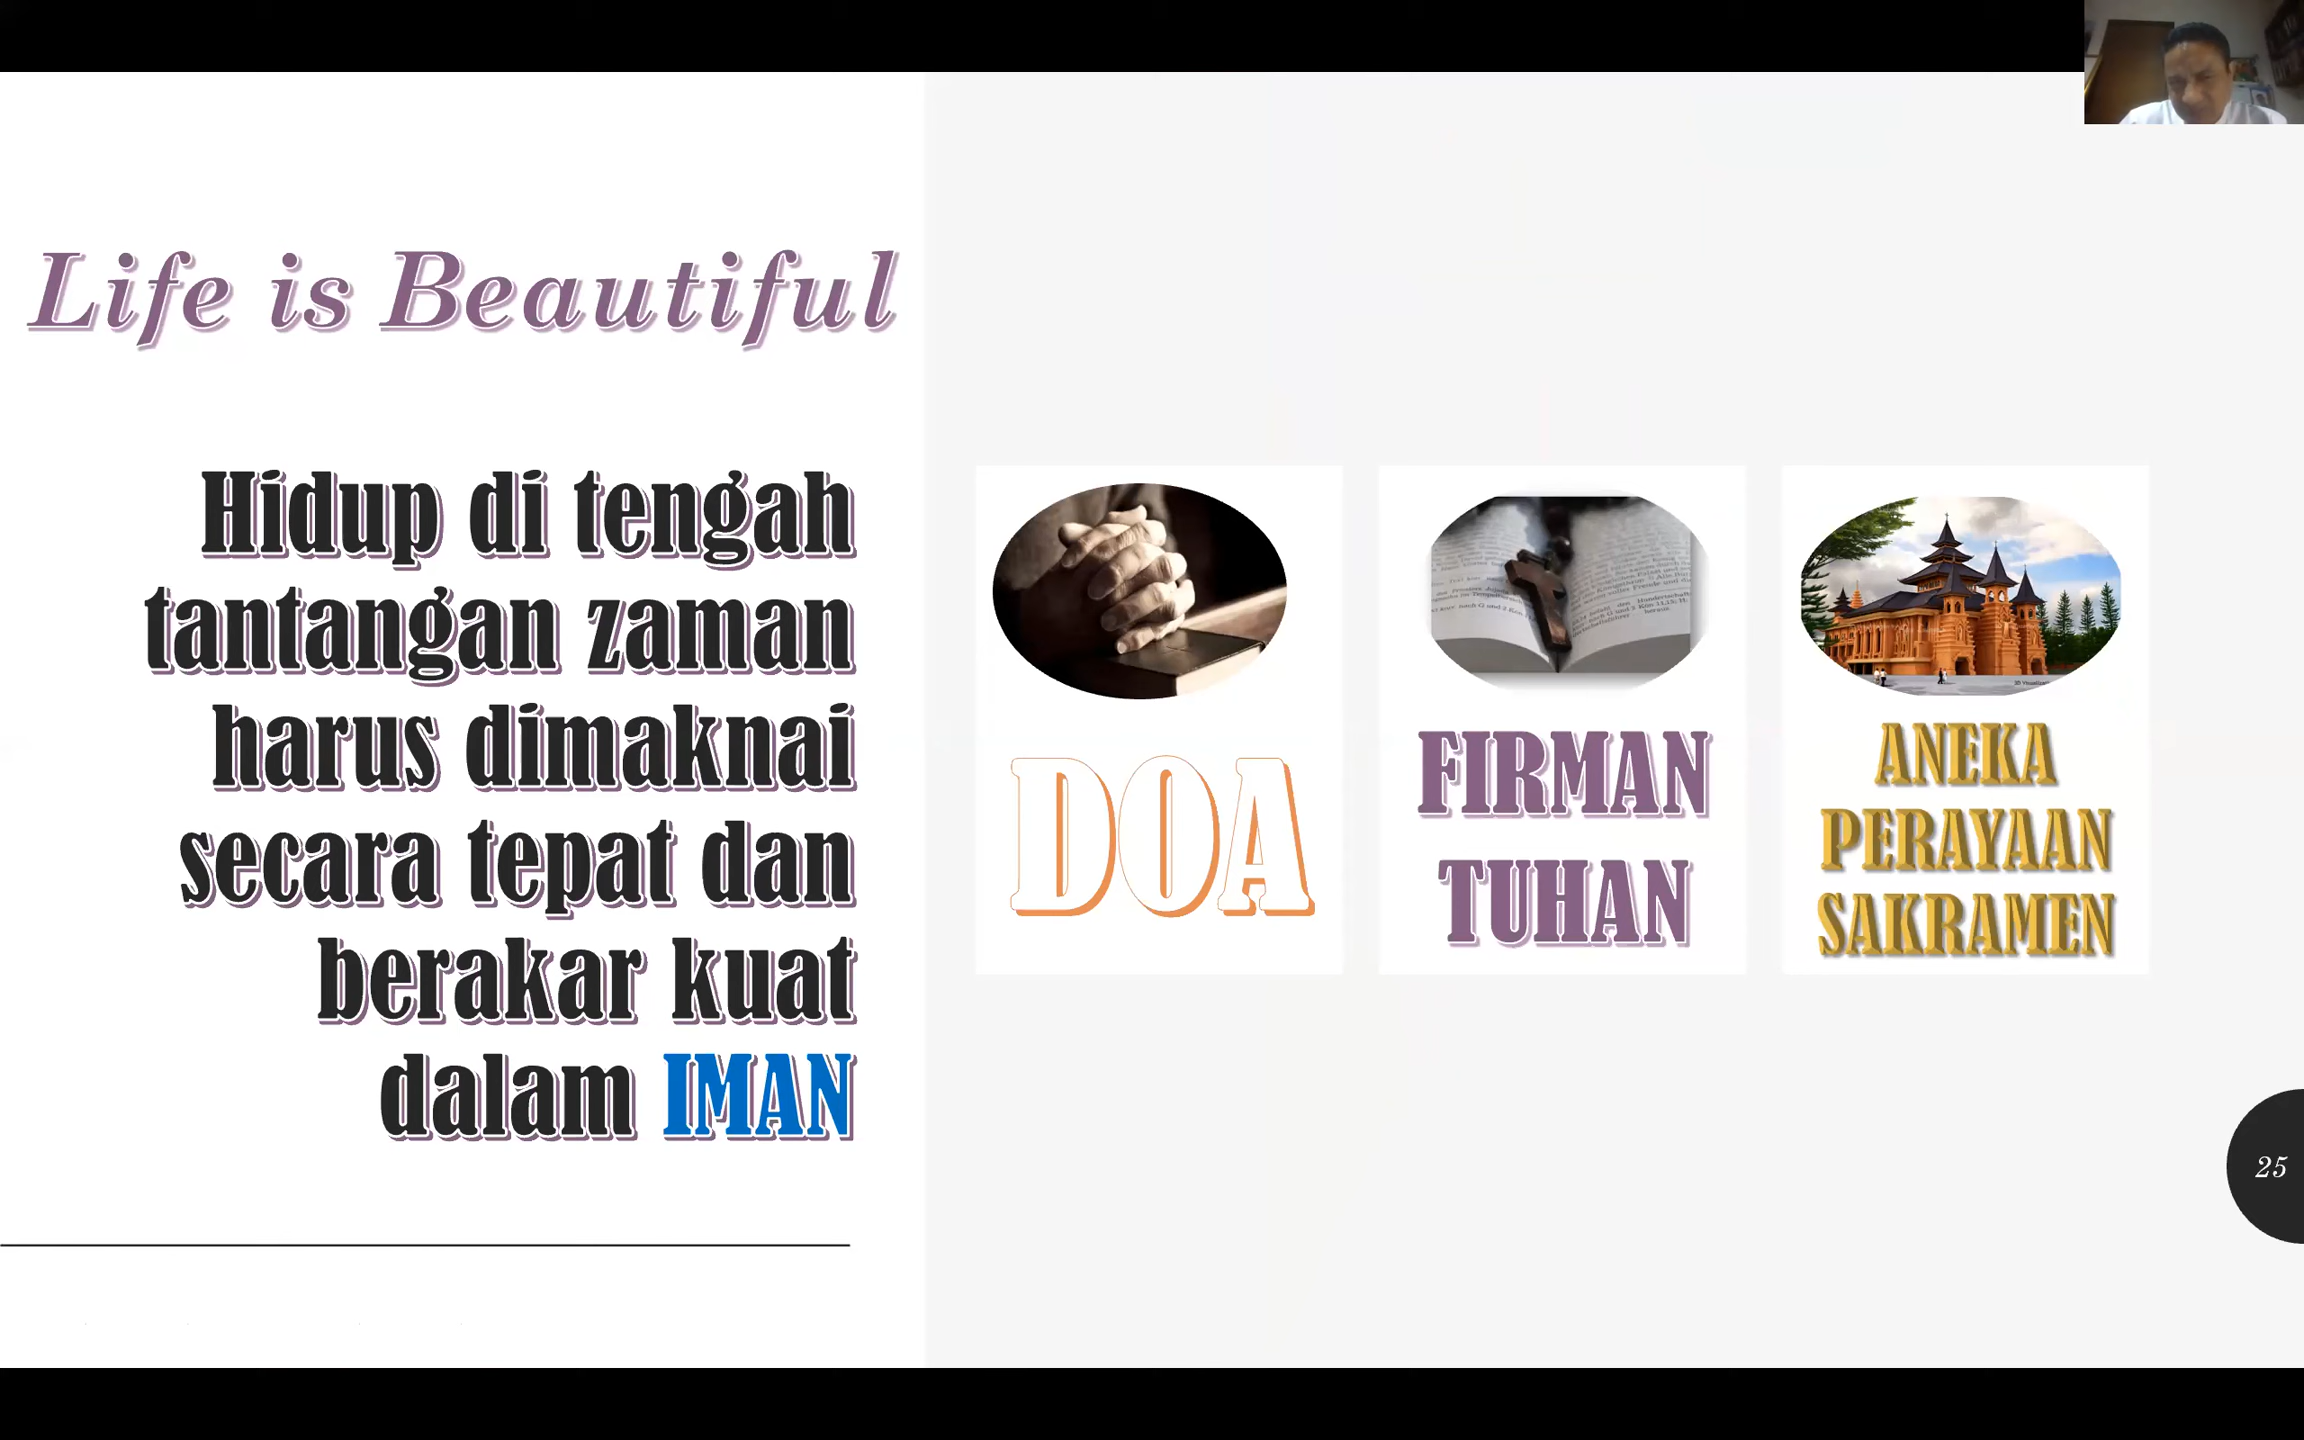 Life is Beautiful
Hidup di tengah
tantangan zaman
harus dimaknai
secara tepat dan
berakar kuat
dalam IMAN
DOA
FIRMAN
TUHAN
ANEKA
PERAYAAN
SAKRAMEN
25